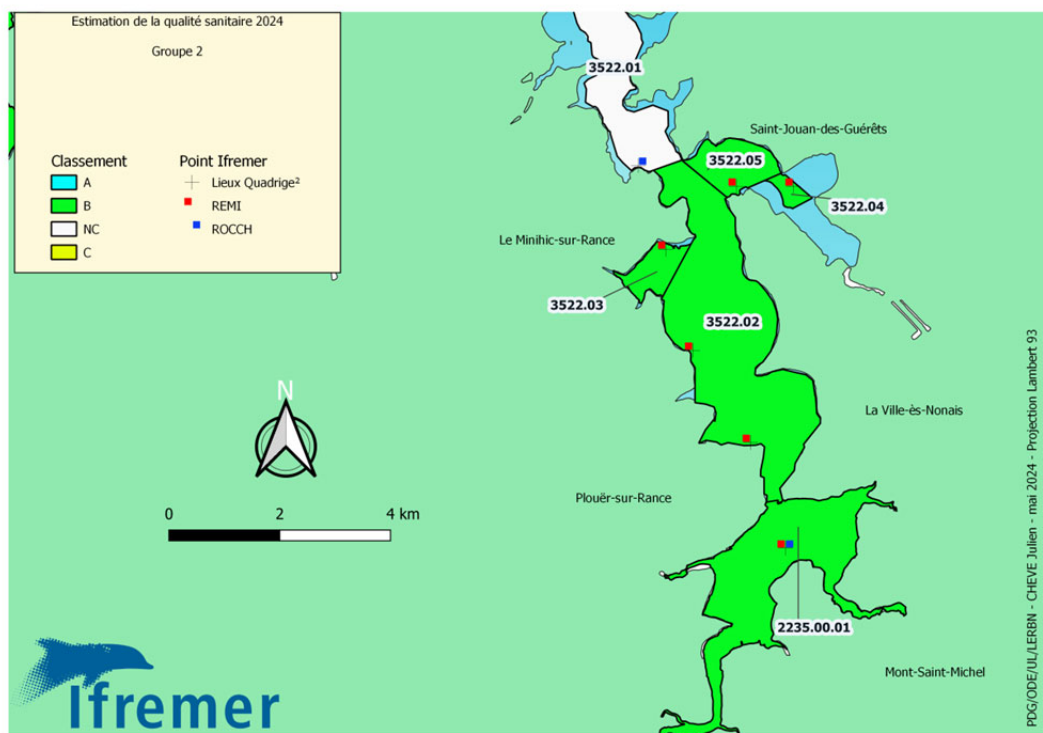 Estimation de la qualité sanitaire 2024
Groupe 2
Classement
A
B
NC
C
Point Ifremer
Lieux Quadrige²
REMI
ROCCH
3522.01
Saint-Jouan-des-Guérêts
3522.05
3522.04
Le Minihic-sur-Rance
3522.03
3522.02
La Ville-ès-Nonais
N
Plouër-sur-Rance
0 2 4 km
2235.00.01
Mont-Saint-Michel
Ifremer
PDG/ODE/UL/LERBN - CHEVE Julien - mai 2024 - Projection Lambert 93